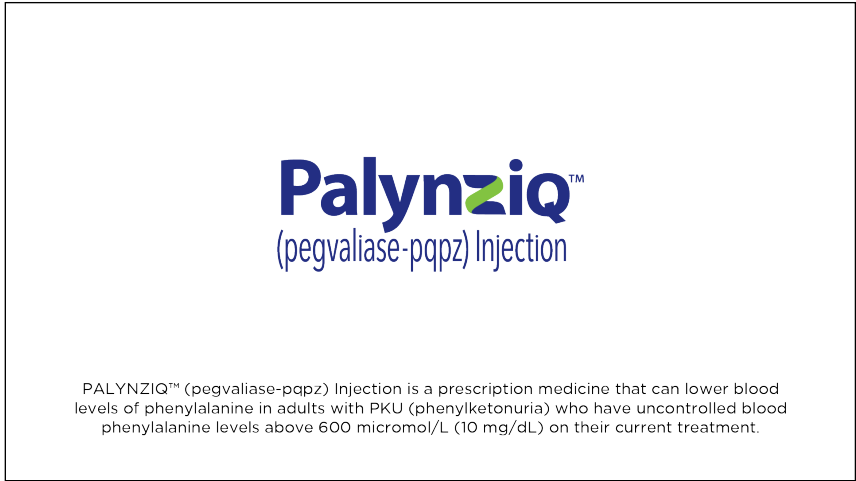 Palynziq™
(pegvaliase-pqpz) Injection
PALYNZIQ™ (pegvaliase-pqpz) Injection is a prescription medicine that can lower blood
levels of phenylalanine in adults with PKU (phenylketonuria) who have uncontrolled blood
phenylalanine levels above 600 micromol/L (10 mg/dL) on their current treatment.